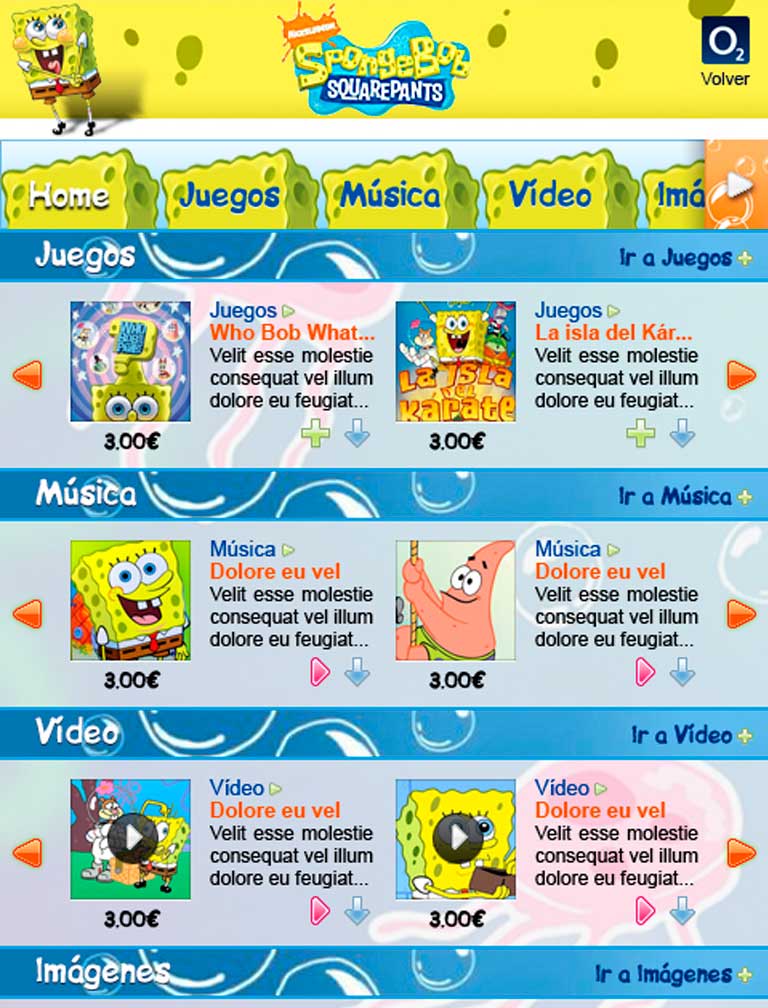 NICKELODEON
SpongeBob
SQUAREPANTS
O2
Volver
Home
Juegos
Música
Vídeo
Imá
Juegos
Ir a Juegos
Juegos
Who Bob What...
Velit esse molestie
consequat vel illum
dolore eu feugiat...
3.00€
Juegos
La isla del Kár...
Velit esse molestie
consequat vel illum
dolore eu feugiat...
LA ISLA
KARATE
3.00€
Música
Ir a Música
Música
Dolore eu vel
Velit esse molestie
consequat vel illum
dolore eu feugiat...
3.00€
Música
Dolore eu vel
Velit esse molestie
consequat vel illum
dolore eu feugiat...
3.00€
Vídeo
Ir a Vídeo
Vídeo
Dolore eu vel
Velit esse molestie
consequat vel illum
dolore eu feugiat...
3.00€
Vídeo
Dolore eu vel
Velit esse molestie
consequat vel illum
dolore eu feugiat...
3.00€
Imágenes
Ir a Imágenes